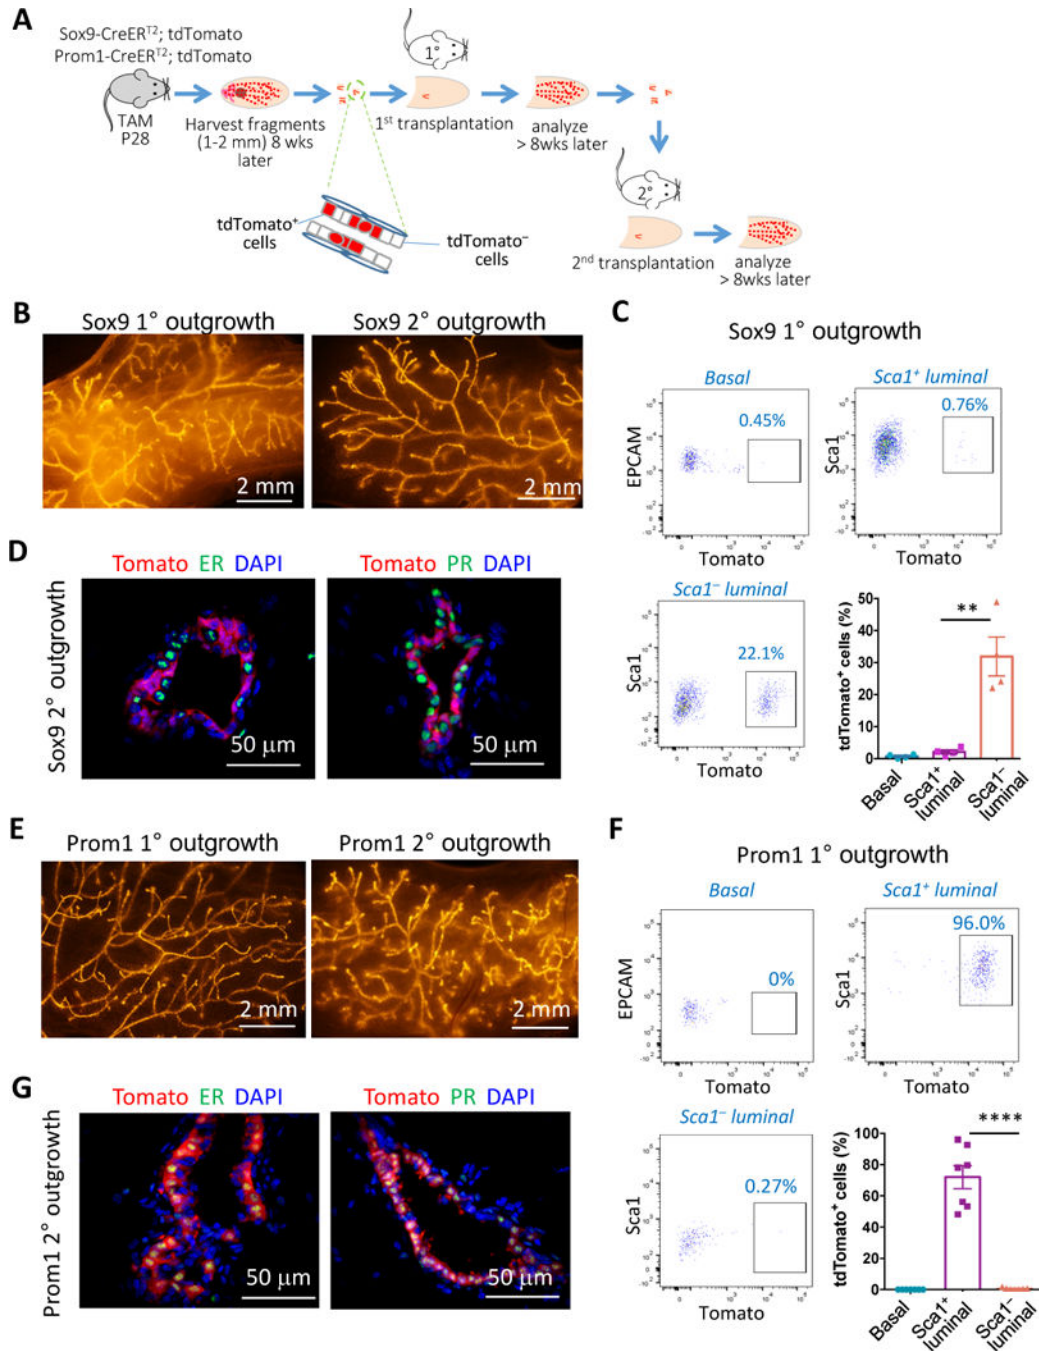 A
Sox9-CreERT2; tdTomato
Prom1-CreERT2; tdTomato
1°
TAM
P28
Harvest fragments
(1-2 mm) 8 wks
later
1st transplantation
analyze
> 8wks later
2°
tdTomato+
cells
tdTomato–
cells
2nd transplantation
analyze
> 8wks later
B
Sox9 1° outgrowth
Sox9 2° outgrowth
2 mm
2 mm
C
Sox9 1° outgrowth
Basal
0.45%
EPCAM
Tomato
Sca1+ luminal
0.76%
Sca1
Tomato
Sca1– luminal
22.1%
Sca1
Tomato
tdTomato+ cells (%)
50
40
30
20
10
0
**
Basal
Sca1+
luminal
Sca1–
luminal
D
Tomato ER DAPI
Tomato PR DAPI
Sox9 2° outgrowth
50 µm
50 µm
E
Prom1 1° outgrowth
Prom1 2° outgrowth
2 mm
2 mm
F
Prom1 1° outgrowth
Basal
0%
EPCAM
Tomato
Sca1+ luminal
96.0%
Sca1
Tomato
Sca1– luminal
0.27%
Sca1
Tomato
tdTomato+ cells (%)
100
80
60
40
20
0
****
Basal
Sca1+
luminal
Sca1–
luminal
G
Tomato ER DAPI
Tomato PR DAPI
Prom1 2° outgrowth
50 µm
50 µm